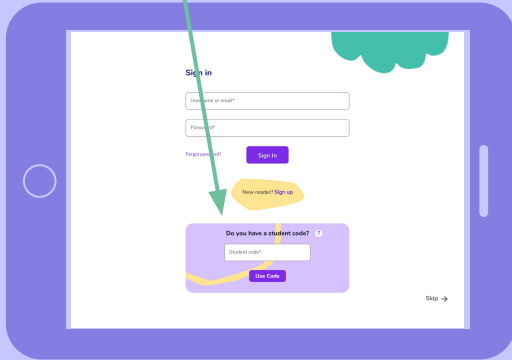 Sign in
Username or email*
Password*
Forgot password?
Sign In
New reader? Sign up
Do you have a student code? ?
Student code*
Use Code
Skip →